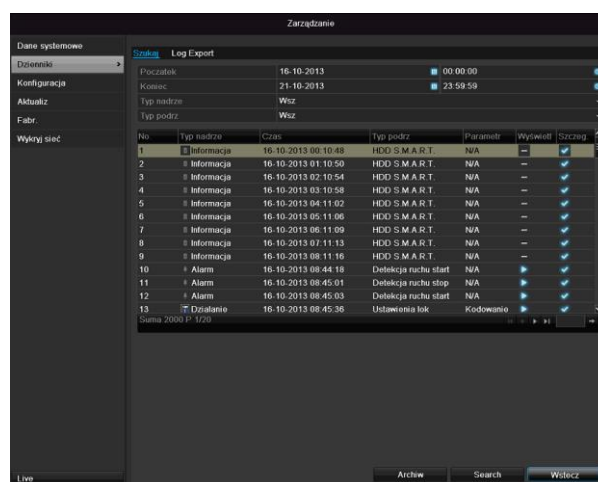 Zarządzanie
Dane systemowe
Dzienniki
Konfiguracja
Aktualiz
Fabr.
Wykryj sieć
Szukaj Log Export
Początek 16-10-2013 00:00:00
Koniec 21-10-2013 23:59:59
Typ nadrze Wsz
Typ podrz Wsz
No. Typ nadrze Czas Typ podrz Parametr Wyświetl Szczeg.
1 Informacja 16-10-2013 00:10:48 HDD S.M.A.R.T. N/A –
2 Informacja 16-10-2013 01:10:50 HDD S.M.A.R.T. N/A –
3 Informacja 16-10-2013 02:10:54 HDD S.M.A.R.T. N/A –
4 Informacja 16-10-2013 03:10:58 HDD S.M.A.R.T. N/A –
5 Informacja 16-10-2013 04:11:02 HDD S.M.A.R.T. N/A –
6 Informacja 16-10-2013 05:11:06 HDD S.M.A.R.T. N/A –
7 Informacja 16-10-2013 06:11:09 HDD S.M.A.R.T. N/A –
8 Informacja 16-10-2013 07:11:13 HDD S.M.A.R.T. N/A –
9 Informacja 16-10-2013 08:11:16 HDD S.M.A.R.T. N/A –
10 Alarm 16-10-2013 08:44:18 Detekcja ruchu start N/A
11 Alarm 16-10-2013 08:45:01 Detekcja ruchu stop N/A
12 Alarm 16-10-2013 08:45:03 Detekcja ruchu start N/A
13 Działanie 16-10-2013 08:45:36 Ustawienia lok Kodowanie
Suma 2000 P. 1/20
Live
Archiw Search Wstecz